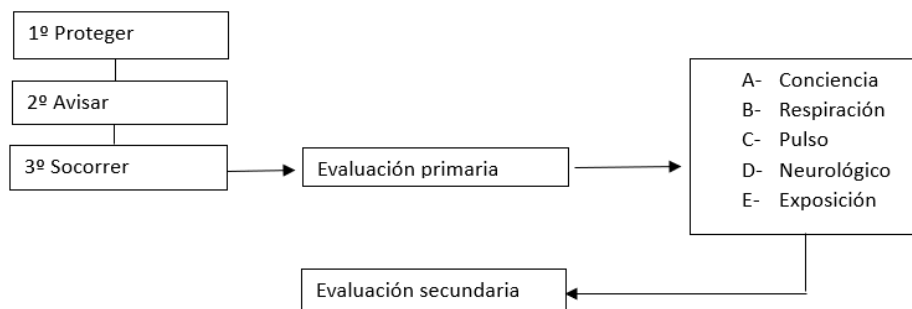 1º Proteger
2º Avisar
3º Socorrer
Evaluación primaria
A- Conciencia
B- Respiración
C- Pulso
D- Neurológico
E- Exposición
Evaluación secundaria